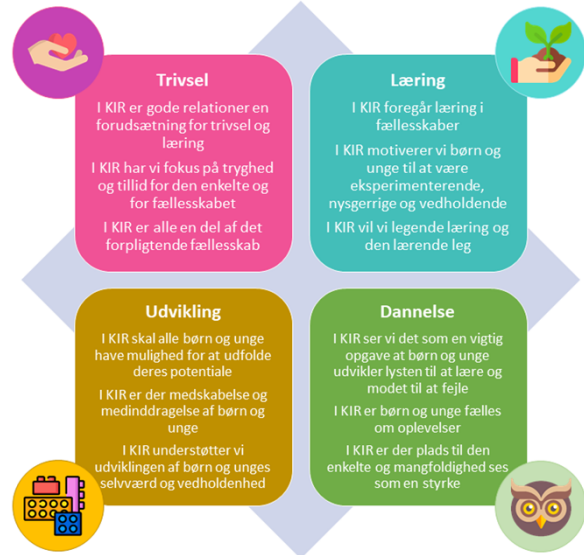 Trivsel
I KIR er gode relationer en
forudsætning for trivsel og
læring
I KIR har vi fokus på tryghed
og tillid for den enkelte og
for fællesskabet
I KIR er alle en del af det
forpligtende fællesskab
Læring
I KIR foregår læring i
fællesskaber
I KIR motiverer vi børn og
unge til at være
eksperimenterende,
nysgerrige og vedholdende
I KIR vil vi legende læring og
den lærende leg
Udvikling
I KIR skal alle børn og unge
have mulighed for at udfolde
deres potentiale
I KIR er der medskabelse og
medinddragelse af børn og
unge
I KIR understøtter vi
udviklingen af børn og unges
selvværd og vedholdenhed
Dannelse
I KIR ser vi det som en vigtig
opgave at børn og unge
udvikler lysten til at lære og
modet til at fejle
I KIR er børn og unge fælles
om oplevelser
I KIR er der plads til den
enkelte og mangfoldighed ses
som en styrke